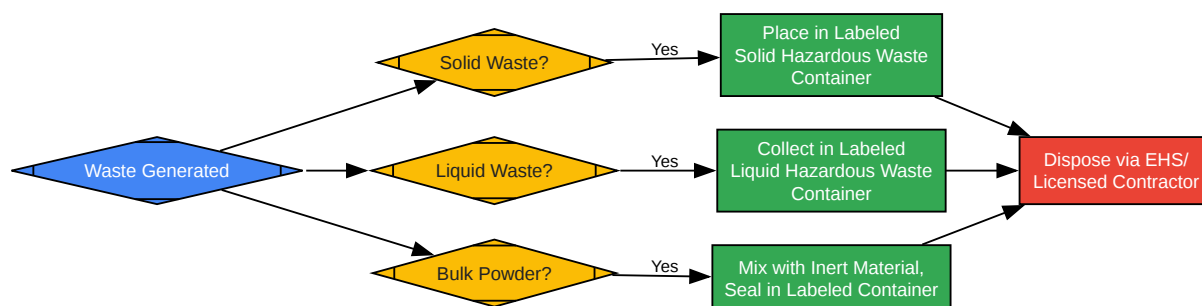 Waste Generated
Solid Waste?
Yes
Place in Labeled
Solid Hazardous Waste
Container
Liquid Waste?
Yes
Collect in Labeled
Liquid Hazardous Waste
Container
Bulk Powder?
Yes
Mix with Inert Material,
Seal in Labeled Container
Dispose via EHS/
Licensed Contractor